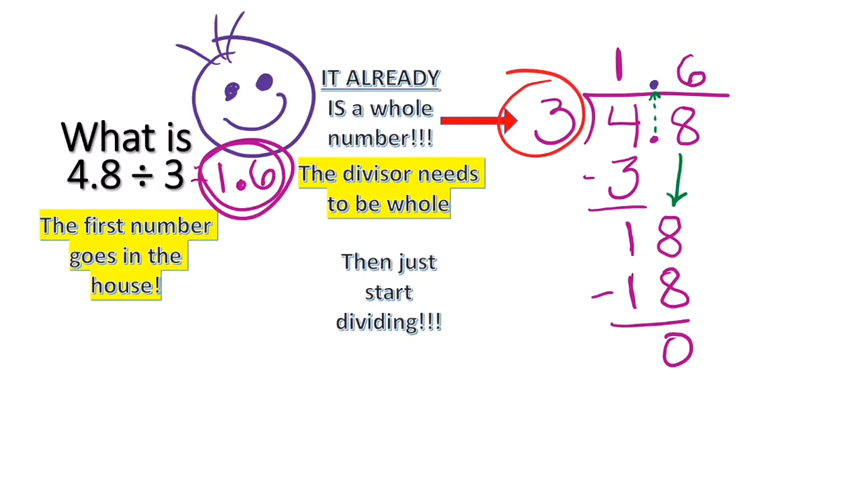 What is
4.8 ÷ 3 = 1.6
The first number
goes in the
house!
IT ALREADY
IS a whole
number!!!
The divisor needs
to be whole
Then just
start
dividing!!!
1.6
3)4.8
-3
18
-18
0